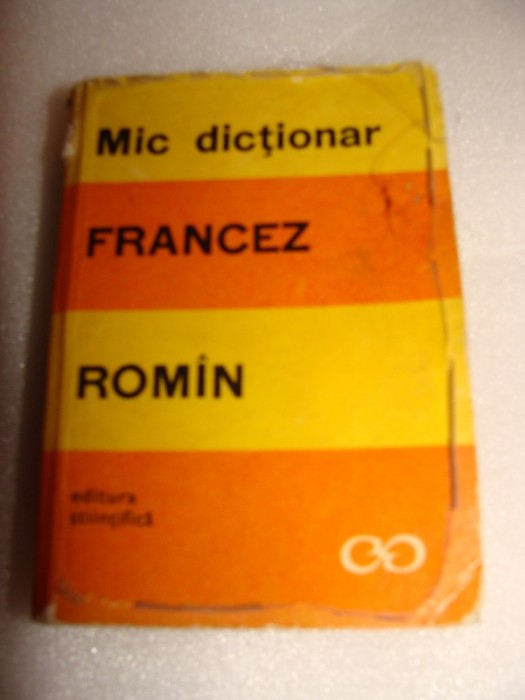 Mic dicţionar
FRANCEZ
ROMÎN
editura
ştiinţifică